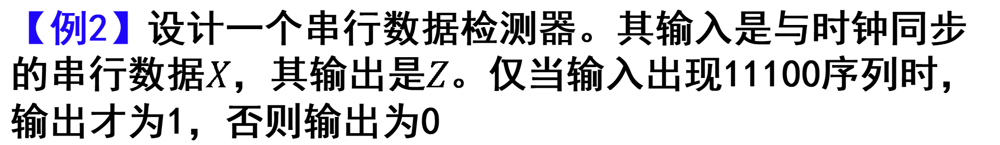 【例2】设计一个串行数据检测器。其输入是与时钟同步
的串行数据X，其输出是Z。仅当输入出现11100序列时，
输出才为1，否则输出为0